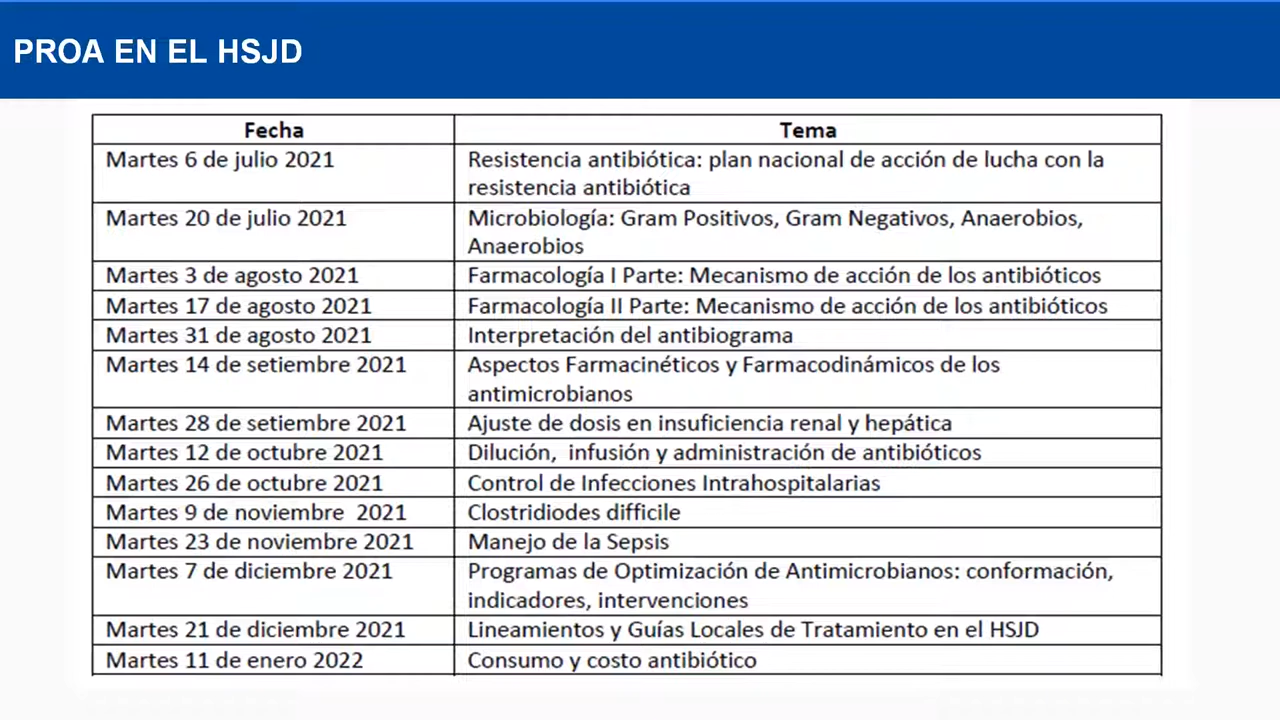 PROA EN EL HSJD
Fecha
Tema
Martes 6 de julio 2021
Resistencia antibiótica: plan nacional de acción de lucha con la
resistencia antibiótica
Martes 20 de julio 2021
Microbiología: Gram Positivos, Gram Negativos, Anaerobios,
Anaerobios
Martes 3 de agosto 2021
Farmacología I Parte: Mecanismo de acción de los antibióticos
Martes 17 de agosto 2021
Farmacología II Parte: Mecanismo de acción de los antibióticos
Martes 31 de agosto 2021
Interpretación del antibiograma
Martes 14 de setiembre 2021
Aspectos Farmacinéticos y Farmacodinámicos de los
antimicrobianos
Martes 28 de setiembre 2021
Ajuste de dosis en insuficiencia renal y hepática
Martes 12 de octubre 2021
Dilución, infusión y administración de antibióticos
Martes 26 de octubre 2021
Control de Infecciones Intrahospitalarias
Martes 9 de noviembre 2021
Clostridiodes difficile
Martes 23 de noviembre 2021
Manejo de la Sepsis
Martes 7 de diciembre 2021
Programas de Optimización de Antimicrobianos: conformación,
indicadores, intervenciones
Martes 21 de diciembre 2021
Lineamientos y Guías Locales de Tratamiento en el HSJD
Martes 11 de enero 2022
Consumo y costo antibiótico